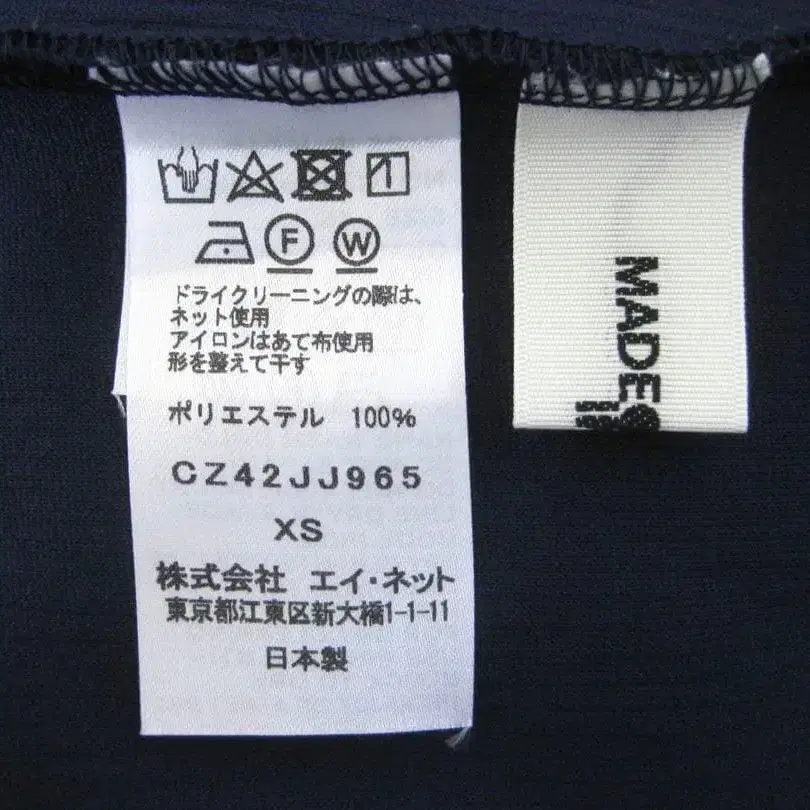 F W
ドライクリーニングの際は、
ネット使用
アイロンはあて布使用
形を整えて干す
ポリエステル 100%
CZ42JJ965
XS
株式会社 エイ・ネット
東京都江東区新大橋1-1-11
日本製
MADE